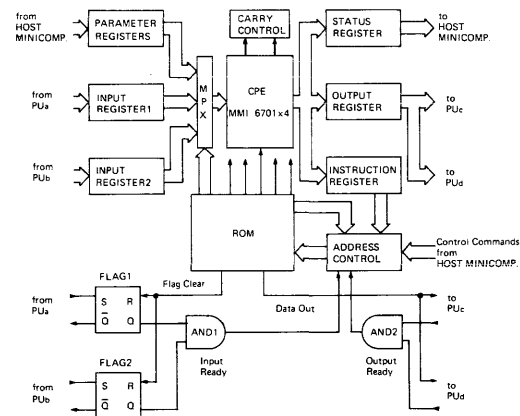 from
HOST
MINICOMP.
PARAMETER
REGISTERS
CARRY
CONTROL
STATUS
REGISTER
to
HOST
MINICOMP.
from
PUa
INPUT
REGISTER1
MPX
CPE
MMI 6701x4
OUTPUT
REGISTER
to
PUc
from
PUb
INPUT
REGISTER2
INSTRUCTION
REGISTER
to
PUd
ROM
ADDRESS
CONTROL
Control Commands
from
HOST MINICOMP.
FLAG1
from
PUa
S R
Q̅ Q
Flag Clear
Data Out
to
PUc
AND1
AND2
Input
Ready
Output
Ready
FLAG2
from
PUb
S R
Q̅ Q
to
PUd